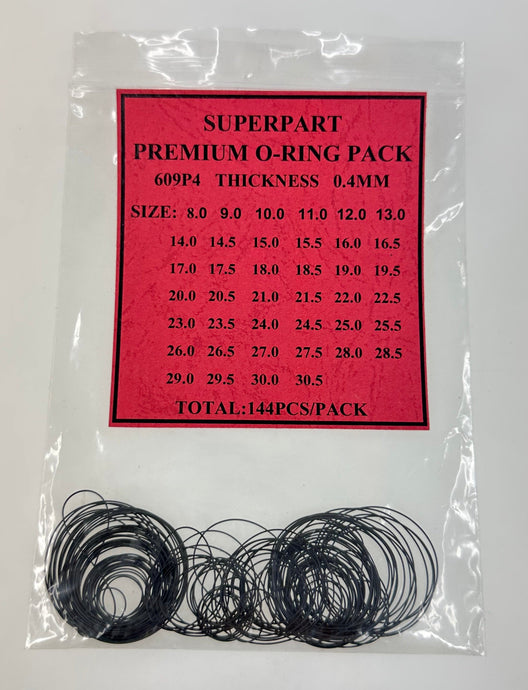 SUPERPART
PREMIUM O-RING PACK
609P4 THICKNESS 0.4MM
SIZE: 8.0 9.0 10.0 11.0 12.0 13.0
14.0 14.5 15.0 15.5 16.0 16.5
17.0 17.5 18.0 18.5 19.0 19.5
20.0 20.5 21.0 21.5 22.0 22.5
23.0 23.5 24.0 24.5 25.0 25.5
26.0 26.5 27.0 27.5 28.0 28.5
29.0 29.5 30.0 30.5
TOTAL:144PCS/PACK